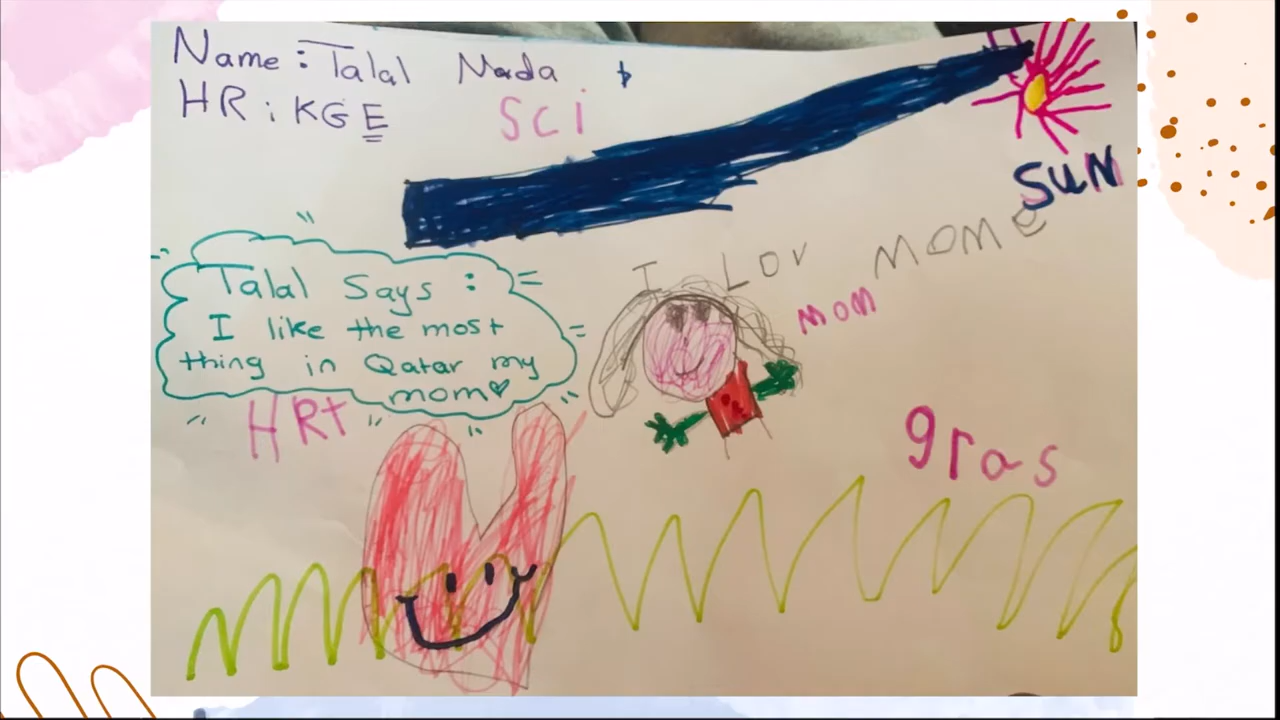 Name: Talal Nada
HR: KGE
sci
SUN
I Lov mome
mom
Talal Says:
I like the most
thing in Qatar my
mom
HRt
gras